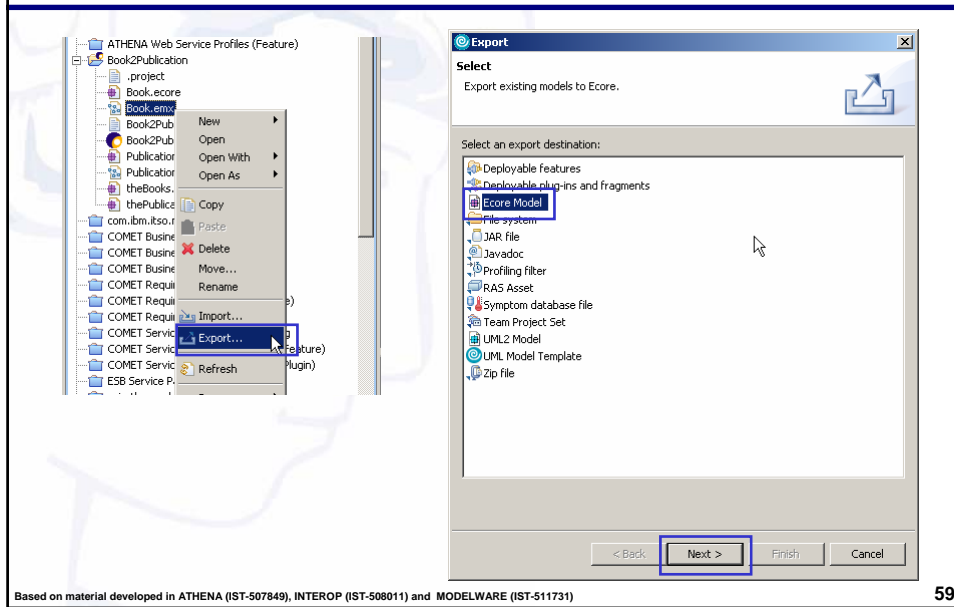 ATHENA Web Service Profiles (Feature)
Book2Publication
.project
Book.ecore
Book.emx
Book2Pub
Book2Pub
Publication
Publication
theBooks.
thePublica
com.ibm.itso.r
COMET Busine
COMET Busine
COMET Busine
COMET Requi
COMET Requi
COMET Requi
COMET Servic
COMET Servic
COMET Servic
ESB Service P
e)
g
Feature)
Plugin)
New
Open
Open With
Open As
Copy
Paste
Delete
Move...
Rename
Import...
Export...
Refresh
Export
Select
Export existing models to Ecore.
Select an export destination:
Deployable features
Deployable plug-ins and fragments
Ecore Model
File system
JAR file
Javadoc
Profiling filter
RAS Asset
Symptom database file
Team Project Set
UML2 Model
UML Model Template
Zip file
< Back
Next >
Finish
Cancel
Based on material developed in ATHENA (IST-507849), INTEROP (IST-508011) and MODELWARE (IST-511731)
59